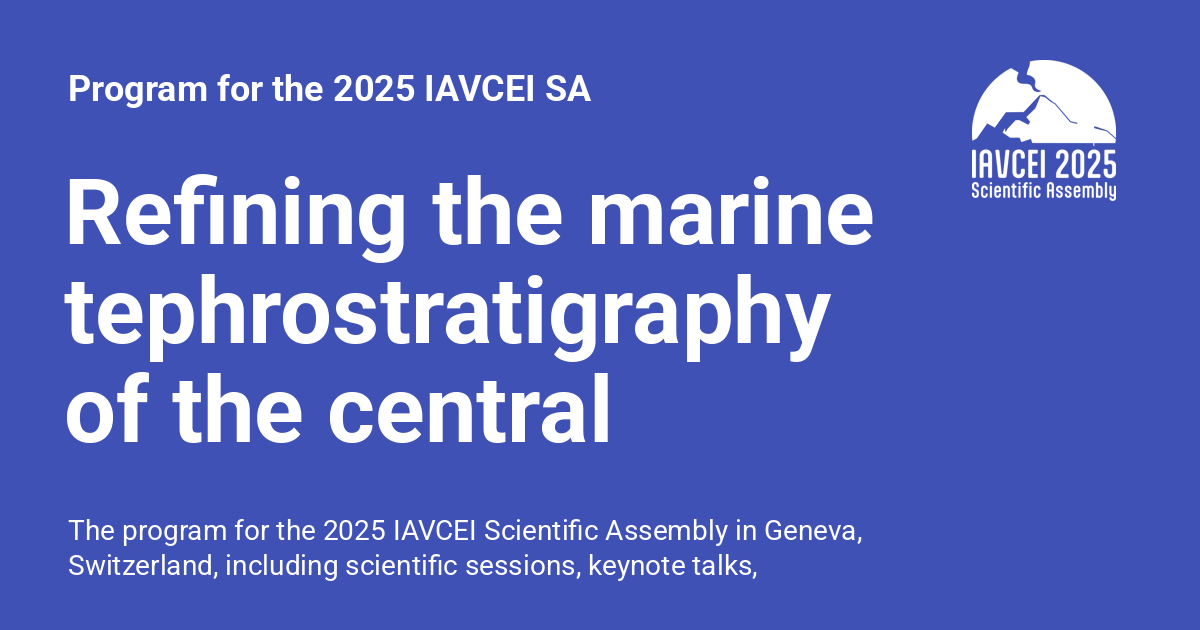 Program for the 2025 IAVCEI SA
IAVCEI 2025
Scientific Assembly
Refining the marine
tephrostratigraphy
of the central
The program for the 2025 IAVCEI Scientific Assembly in Geneva,
Switzerland, including scientific sessions, keynote talks,